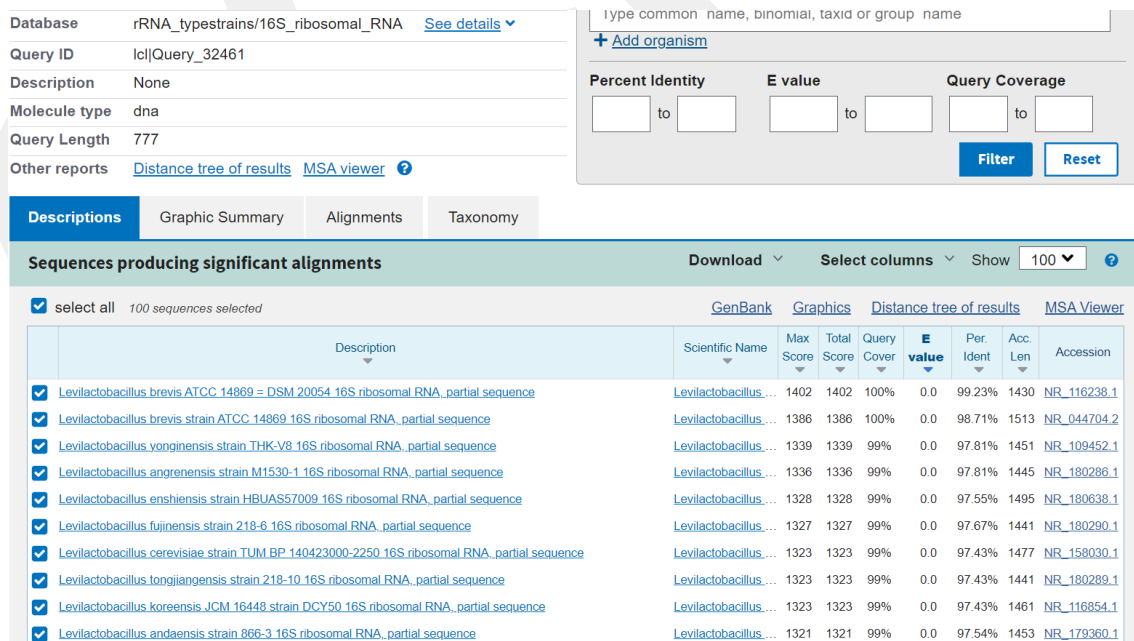 Database rRNA_typestrains/16S_ribosomal_RNA See details
Query ID lcl|Query_32461
Description None
Molecule type dna
Query Length 777
Other reports Distance tree of results MSA viewer ?
Type common name, binomial, taxid or group name
+ Add organism
Percent Identity E value Query Coverage
to to to
Filter Reset
Descriptions Graphic Summary Alignments Taxonomy
Sequences producing significant alignments Download Select columns Show 100 ?
select all 100 sequences selected GenBank Graphics Distance tree of results MSA Viewer
Description Scientific Name Max Score Total Score Query Cover E value Per. Ident Acc. Len Accession
Levilactobacillus brevis ATCC 14869 = DSM 20054 16S ribosomal RNA, partial sequence Levilactobacillus ... 1402 1402 100% 0.0 99.23% 1430 NR_116238.1
Levilactobacillus brevis strain ATCC 14869 16S ribosomal RNA, partial sequence Levilactobacillus ... 1386 1386 100% 0.0 98.71% 1513 NR_044704.2
Levilactobacillus yonginensis strain THK-V8 16S ribosomal RNA, partial sequence Levilactobacillus ... 1339 1339 99% 0.0 97.81% 1451 NR_109452.1
Levilactobacillus angrenensis strain M1530-1 16S ribosomal RNA, partial sequence Levilactobacillus ... 1336 1336 99% 0.0 97.81% 1445 NR_180286.1
Levilactobacillus enshiensis strain HBUAS57009 16S ribosomal RNA, partial sequence Levilactobacillus ... 1328 1328 99% 0.0 97.55% 1495 NR_180638.1
Levilactobacillus fujinensis strain 218-6 16S ribosomal RNA, partial sequence Levilactobacillus ... 1327 1327 99% 0.0 97.67% 1441 NR_180290.1
Levilactobacillus cerevisiae strain TUM BP 140423000-2250 16S ribosomal RNA, partial sequence Levilactobacillus ... 1323 1323 99% 0.0 97.43% 1477 NR_158030.1
Levilactobacillus tongjiangensis strain 218-10 16S ribosomal RNA, partial sequence Levilactobacillus ... 1323 1323 99% 0.0 97.43% 1441 NR_180289.1
Levilactobacillus koreensis JCM 16448 strain DCY50 16S ribosomal RNA, partial sequence Levilactobacillus ... 1323 1323 99% 0.0 97.43% 1461 NR_116854.1
Levilactobacillus andaensis strain 866-3 16S ribosomal RNA, partial sequence Levilactobacillus ... 1321 1321 99% 0.0 97.54% 1453 NR_179360.1